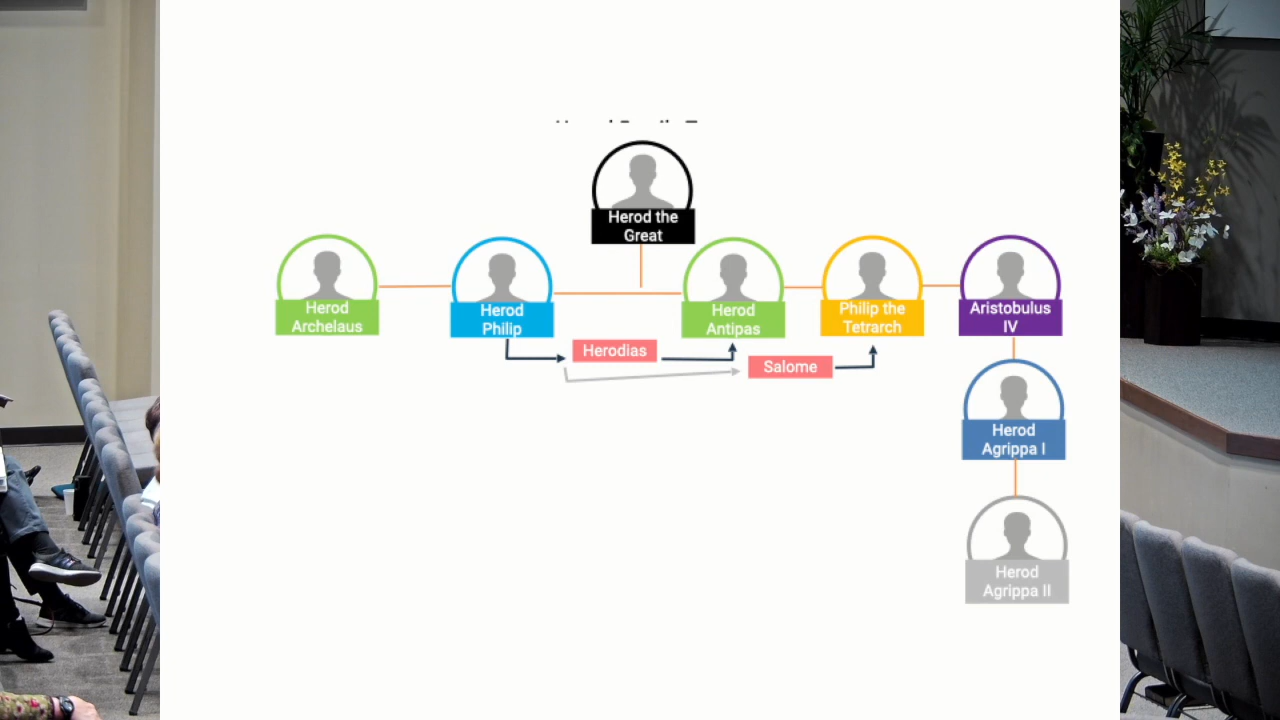 Herod the
Great
Herod
Archelaus
Herod
Philip
Herod
Antipas
Philip the
Tetrarch
Aristobulus
IV
Herodias
Salome
Herod
Agrippa I
Herod
Agrippa II